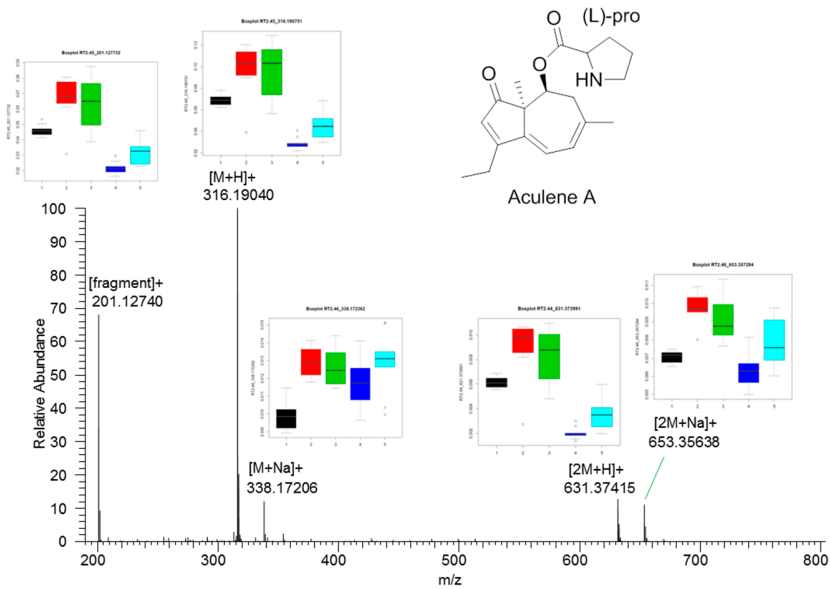 Boxplot RT2.45_316.190751
(L)-pro
O
O
HN
O
Boxplot RT2.45_201.127732
Aculene A
[M+H]+
316.19040
[fragment]+
201.12740
Boxplot RT2.46_653.357284
Boxplot RT2.46_338.172262
Boxplot RT2.44_631.373991
[2M+Na]+
653.35638
[M+Na]+
338.17206
[2M+H]+
631.37415
Relative Abundance
100
90
80
70
60
50
40
30
20
10
0
200
300
400
500
600
700
800
m/z
1 2 3 4 5
1 2 3 4 5
1 2 3 4 5
1 2 3 4 5
1 2 3 4 5